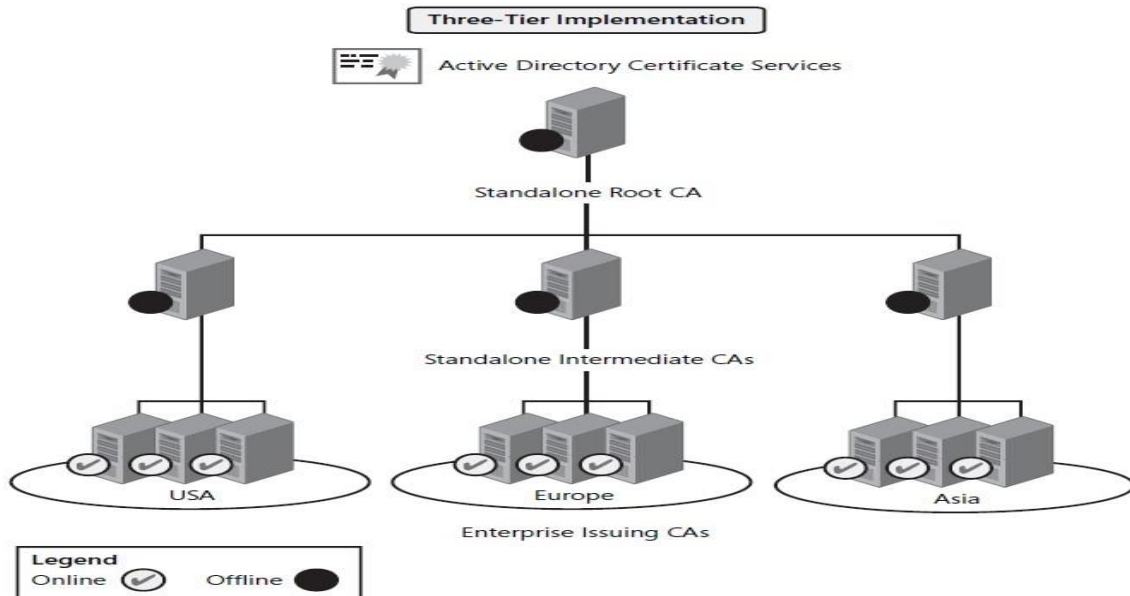 Three-Tier Implementation
Active Directory Certificate Services
Standalone Root CA
Standalone Intermediate CAs
USA
Europe
Asia
Enterprise Issuing CAs
Legend
Online Offline